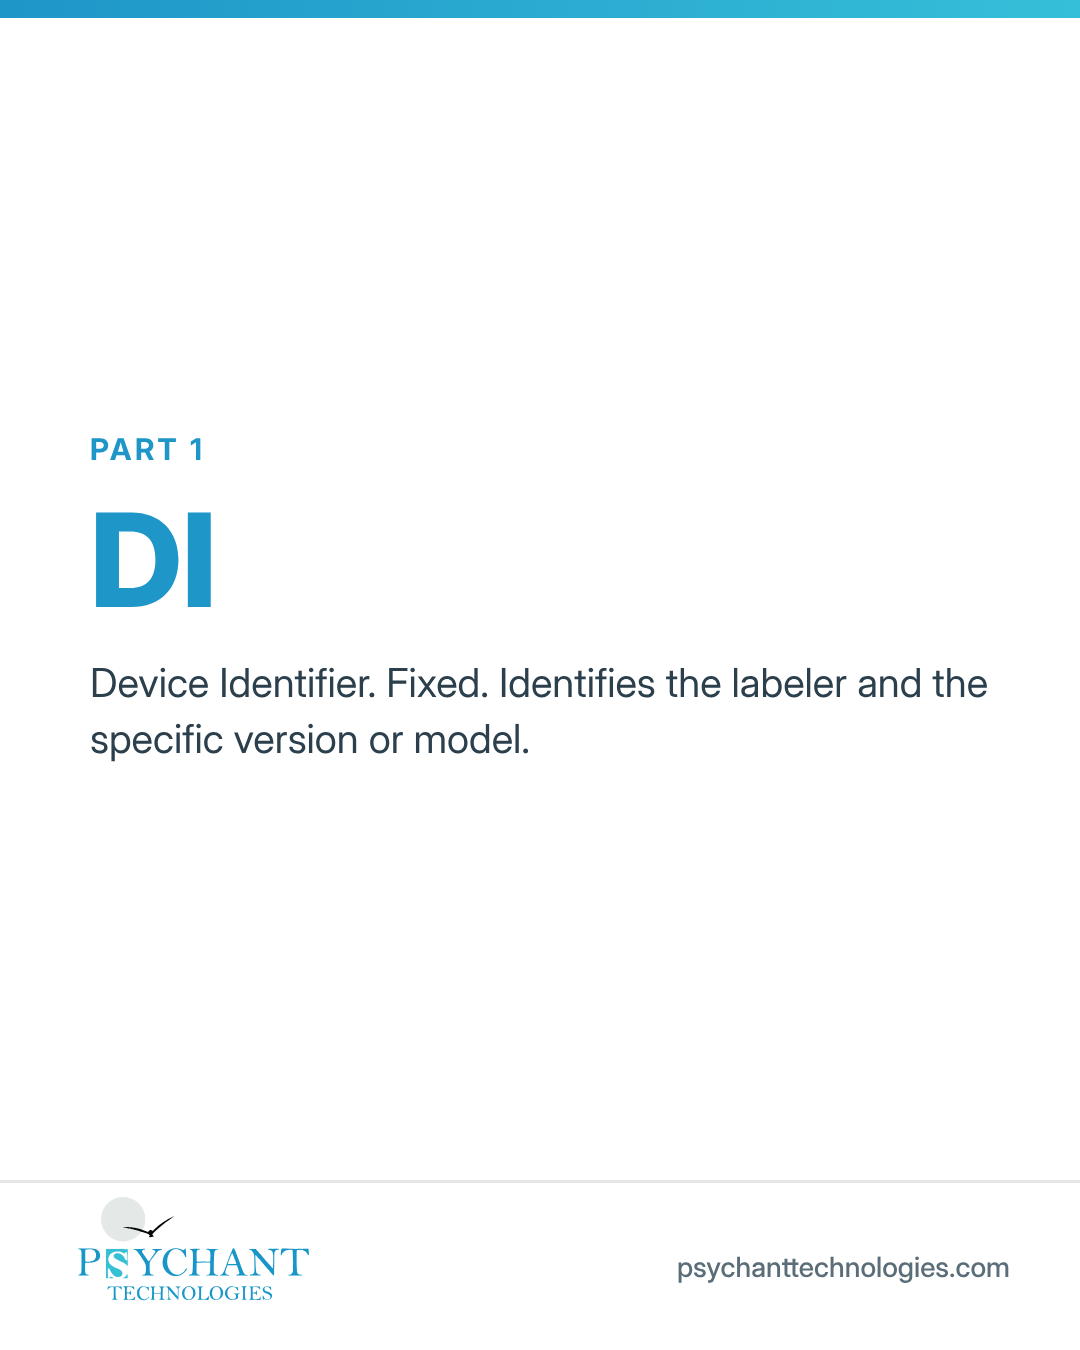 PART 1
DI
Device Identifier. Fixed. Identifies the labeler and the
specific version or model.
PSYCHANT
TECHNOLOGIES
psychanttechnologies.com